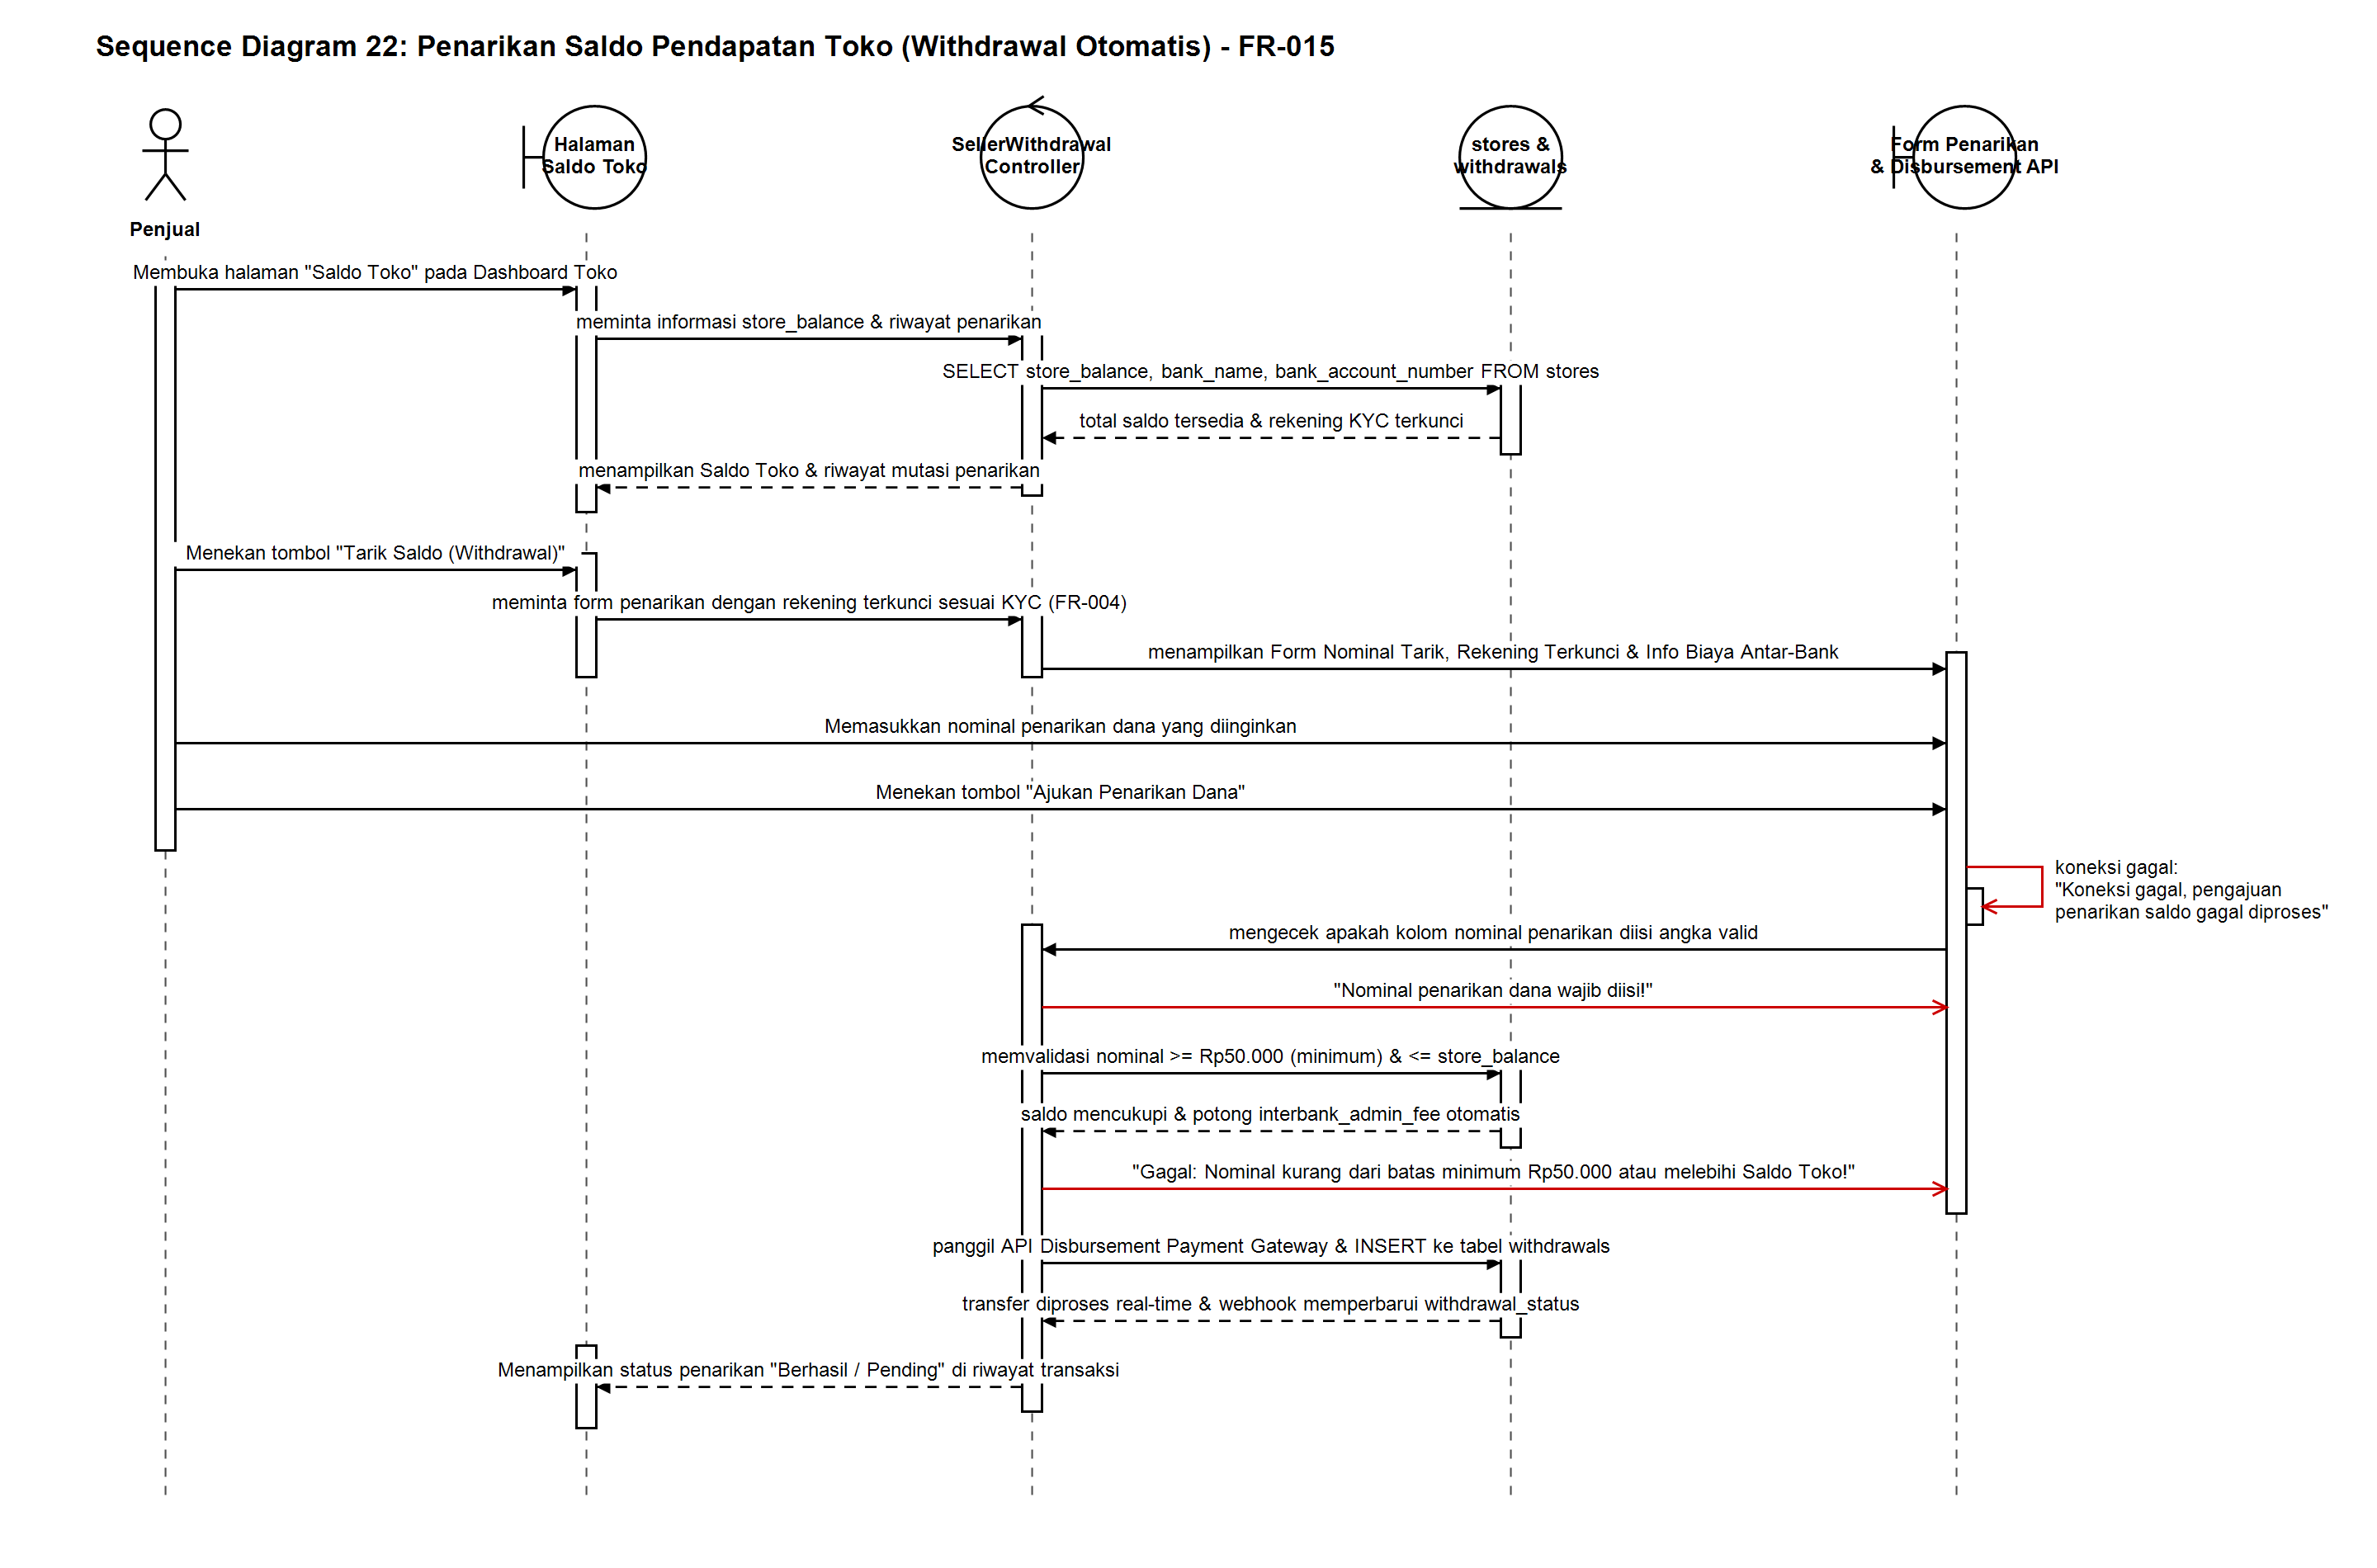 Sequence Diagram 22: Penarikan Saldo Pendapatan Toko (Withdrawal Otomatis) - FR-015
Penjual
Halaman
Saldo Toko
SellerWithdrawal
Controller
stores &
withdrawals
Form Penarikan
& Disbursement API
Membuka halaman "Saldo Toko" pada Dashboard Toko
meminta informasi store_balance & riwayat penarikan
SELECT store_balance, bank_name, bank_account_number FROM stores
total saldo tersedia & rekening KYC terkunci
menampilkan Saldo Toko & riwayat mutasi penarikan
Menekan tombol "Tarik Saldo (Withdrawal)"
meminta form penarikan dengan rekening terkunci sesuai KYC (FR-004)
menampilkan Form Nominal Tarik, Rekening Terkunci & Info Biaya Antar-Bank
Memasukkan nominal penarikan dana yang diinginkan
Menekan tombol "Ajukan Penarikan Dana"
koneksi gagal:
"Koneksi gagal, pengajuan
penarikan saldo gagal diproses"
mengecek apakah kolom nominal penarikan diisi angka valid
"Nominal penarikan dana wajib diisi!"
memvalidasi nominal >= Rp50.000 (minimum) & <= store_balance
saldo mencukupi & potong interbank_admin_fee otomatis
"Gagal: Nominal kurang dari batas minimum Rp50.000 atau melebihi Saldo Toko!"
panggil API Disbursement Payment Gateway & INSERT ke tabel withdrawals
transfer diproses real-time & webhook memperbarui withdrawal_status
Menampilkan status penarikan "Berhasil / Pending" di riwayat transaksi